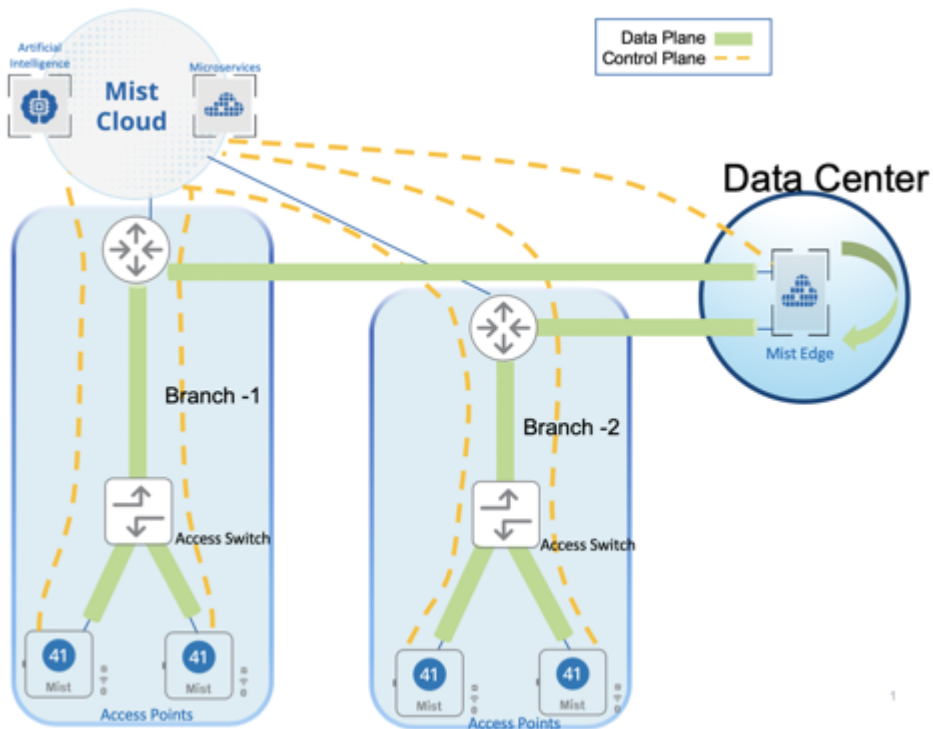 Artificial
Intelligence
Microservices
Mist
Cloud
Data Plane
Control Plane
Data Center
Mist Edge
Branch -1
Branch -2
Access Switch
Access Switch
41
Mist
41
Mist
41
Mist
41
Mist
Access Points
Access Points
1